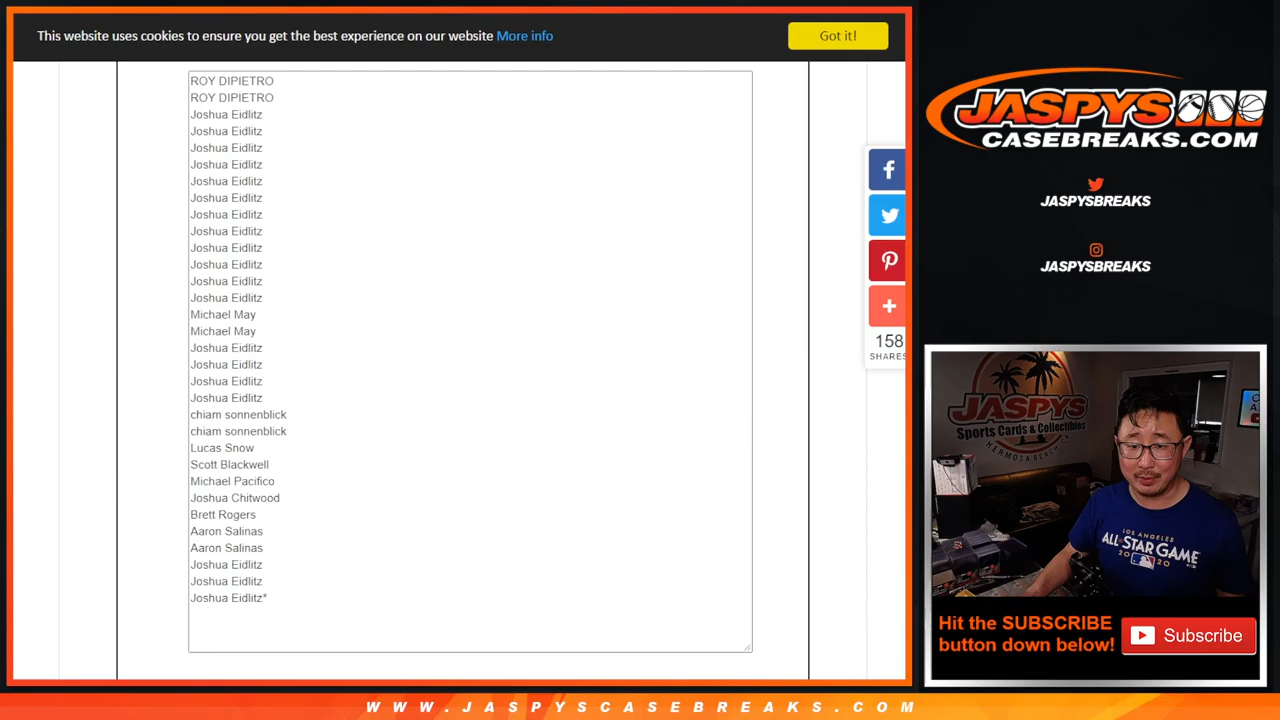 This website uses cookies to ensure you get the best experience on our website More info
Got it!
ROY DIPIETRO
ROY DIPIETRO
Joshua Eidlitz
Joshua Eidlitz
Joshua Eidlitz
Joshua Eidlitz
Joshua Eidlitz
Joshua Eidlitz
Joshua Eidlitz
Joshua Eidlitz
Joshua Eidlitz
Joshua Eidlitz
Joshua Eidlitz
Joshua Eidlitz
Michael May
Michael May
Joshua Eidlitz
Joshua Eidlitz
Joshua Eidlitz
Joshua Eidlitz
chiam sonnenblick
chiam sonnenblick
Lucas Snow
Scott Blackwell
Michael Pacifico
Joshua Chitwood
Brett Rogers
Aaron Salinas
Aaron Salinas
Joshua Eidlitz
Joshua Eidlitz
Joshua Eidlitz*
158
SHARES
JASPYS
CASEBREAKS.COM
JASPYSBREAKS
JASPYSBREAKS
JASPYS
Sports Cards & Collectibles
HERMOSA BEACH, CA
LOS ANGELES
ALL-STAR GAME
2020
Hit the SUBSCRIBE
button down below!
Subscribe
WWW.JASPYSCASEBREAKS.COM